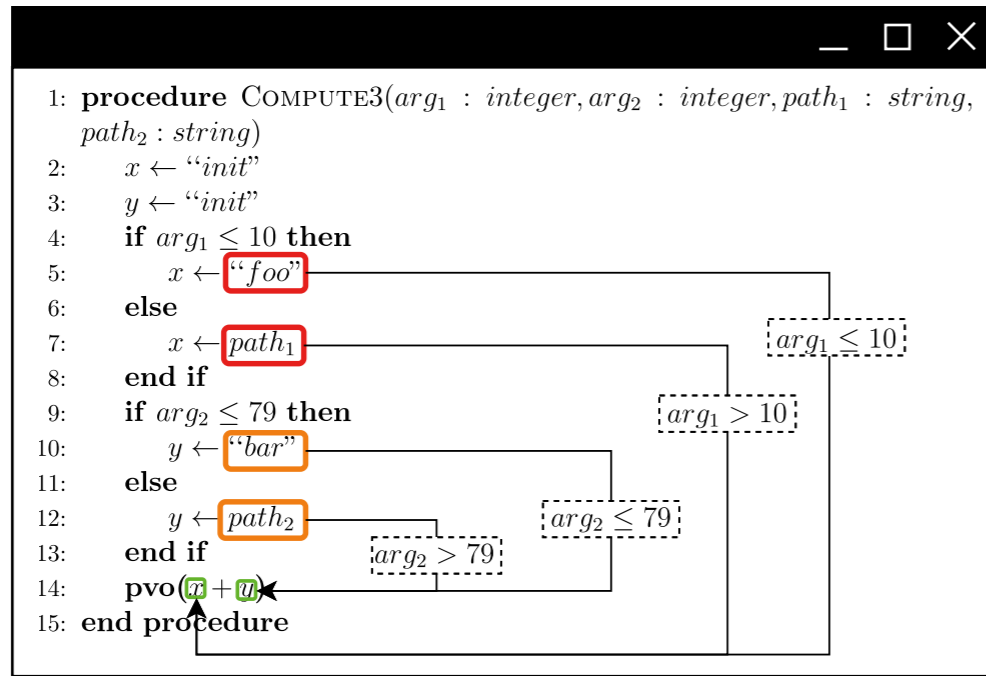 1: procedure COMPUTE3(arg₁ : integer, arg₂ : integer, path₁ : string,
path₂ : string)
2: x ← “init”
3: y ← “init”
4: if arg₁ ≤ 10 then
5: x ← “foo”
6: else
7: x ← path₁
arg₁ ≤ 10
8: end if
9: if arg₂ ≤ 79 then
arg₁ > 10
10: y ← “bar”
11: else
12: y ← path₂
arg₂ ≤ 79
13: end if
arg₂ > 79
14: pvo(x + y)
15: end procedure